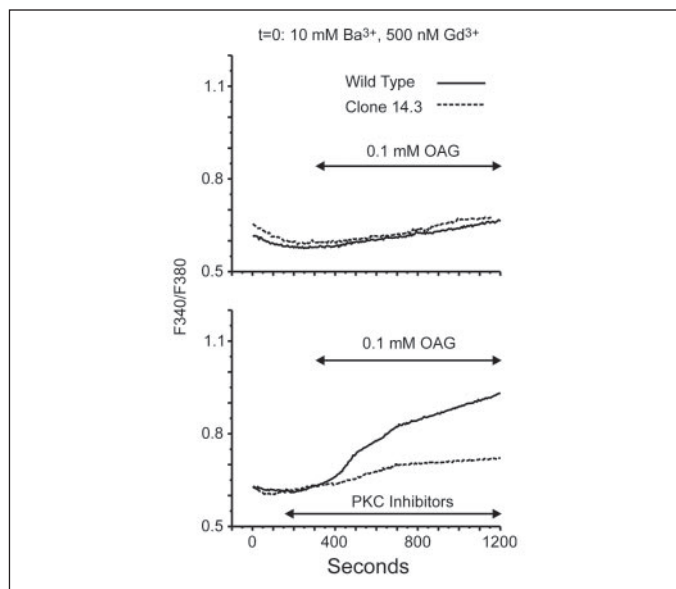 t=0: 10 mM Ba³⁺, 500 nM Gd³⁺
Wild Type
Clone 14.3
1.1
0.1 mM OAG
0.8
0.5
F340/F380
1.1
0.1 mM OAG
0.8
PKC Inhibitors
0.5
0 400 800 1200
Seconds